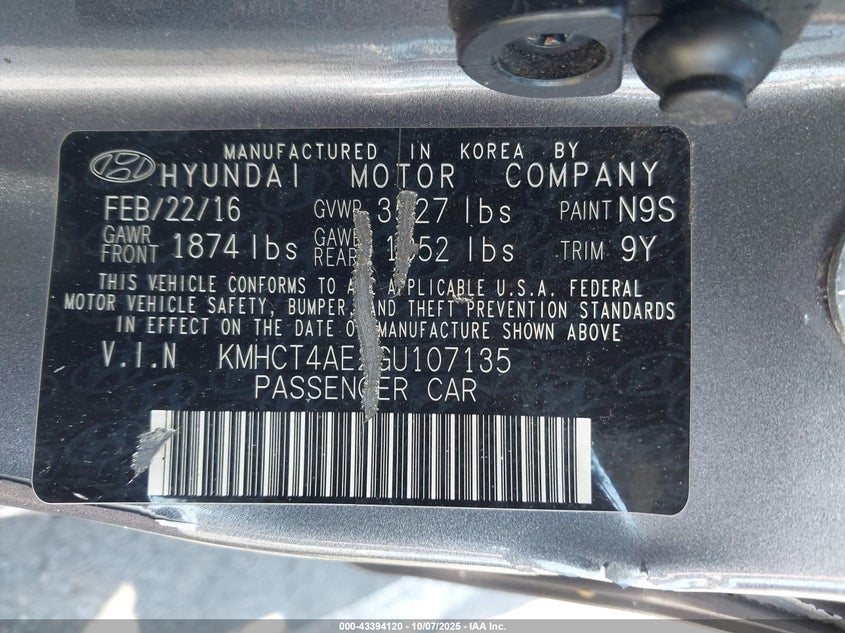 MANUFACTURED IN KOREA BY
HYUNDAI MOTOR COMPANY
FEB/22/16 GVWR lbs PAINT N9S
GAWR FRONT 1874 lbs REAR lbs TRIM 9Y
THIS VEHICLE CONFORMS TO APPLICABLE U.S.A. FEDERAL
MOTOR VEHICLE SAFETY, BUMPER, AND THEFT PREVENTION STANDARDS
IN EFFECT ON THE DATE OF MANUFACTURE SHOWN ABOVE
V.I.N
PASSENGER CAR
000-43394120 - 10/07/2025 - IAA Inc.